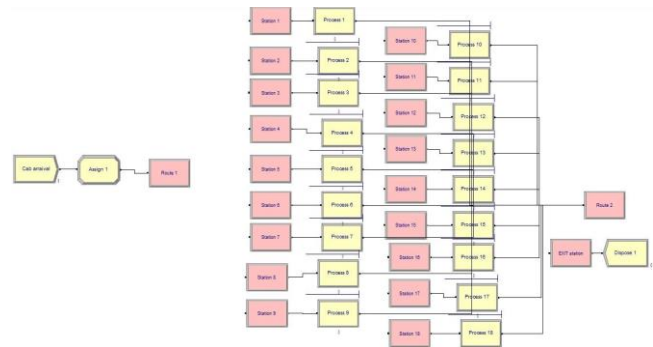 Station 1
Process 1
Station 2
Process 2
Station 3
Process 3
Station 4
Process 4
Station 5
Process 5
Station 6
Process 6
Station 7
Process 7
Station 8
Process 8
Station 9
Process 9
Station 10
Process 10
Station 11
Process 11
Station 12
Process 12
Station 13
Process 13
Station 14
Process 14
Station 15
Process 15
Station 16
Process 16
Station 17
Process 17
Station 18
Process 18
Cab arraival
Assign 1
Route 1
Route 2
EXIT station
Dispose 1